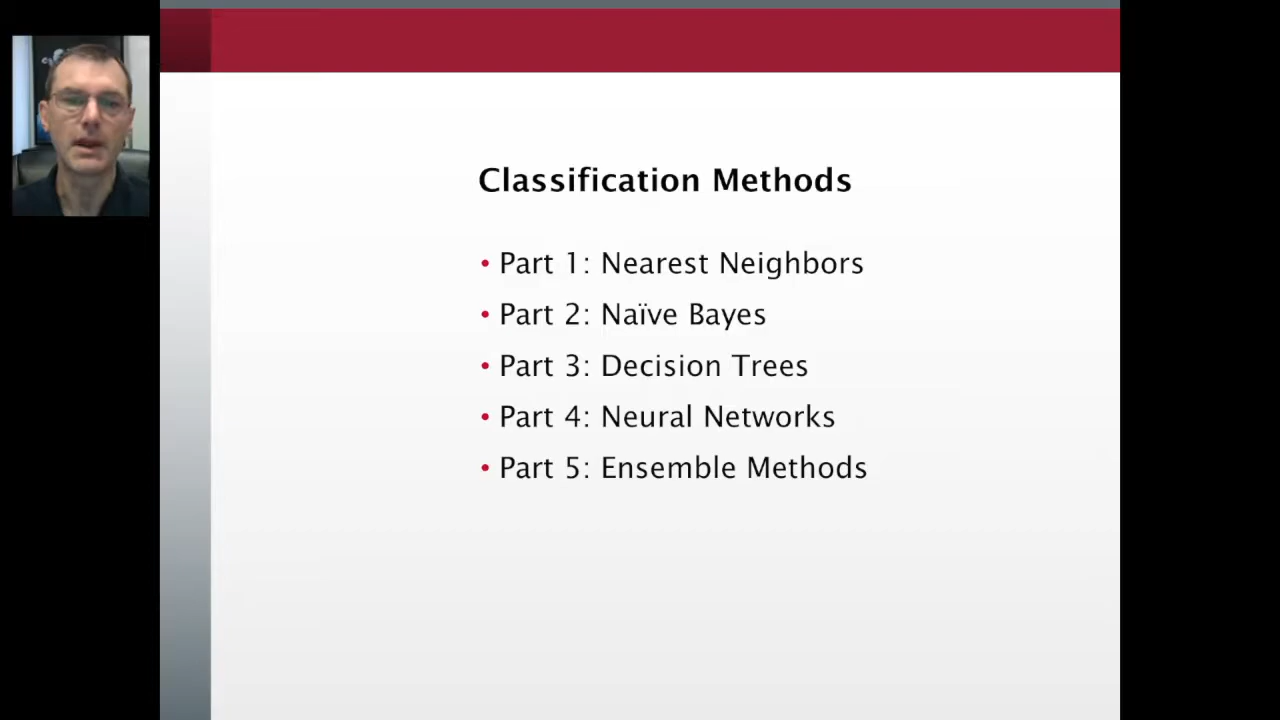 Classification Methods
• Part 1: Nearest Neighbors
• Part 2: Naïve Bayes
• Part 3: Decision Trees
• Part 4: Neural Networks
• Part 5: Ensemble Methods